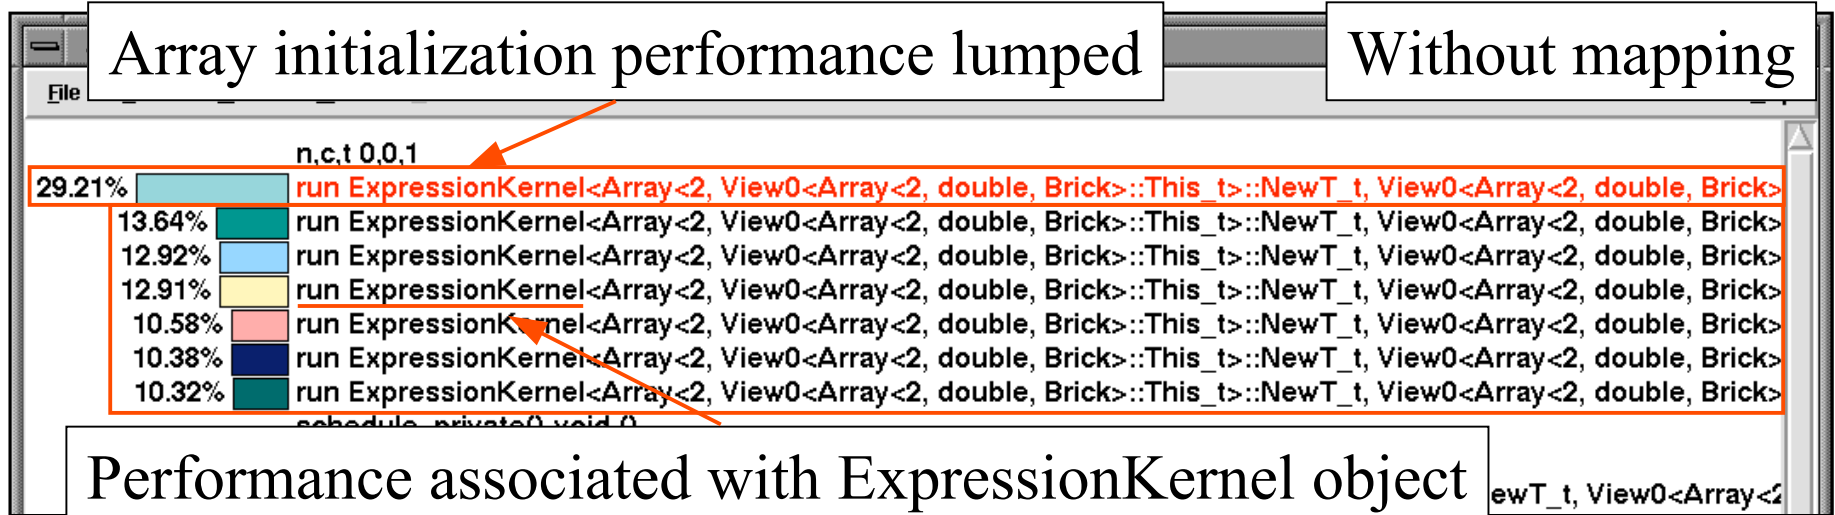 Array initialization performance lumped
Without mapping
File
n,c,t 0,0,1
29.21% run ExpressionKernel<Array<2, View0<Array<2, double, Brick>::This_t>::NewT_t, View0<Array<2, double, Brick>
13.64% run ExpressionKernel<Array<2, View0<Array<2, double, Brick>::This_t>::NewT_t, View0<Array<2, double, Brick>
12.92% run ExpressionKernel<Array<2, View0<Array<2, double, Brick>::This_t>::NewT_t, View0<Array<2, double, Brick>
12.91% run ExpressionKernel<Array<2, View0<Array<2, double, Brick>::This_t>::NewT_t, View0<Array<2, double, Brick>
10.58% run ExpressionKernel<Array<2, View0<Array<2, double, Brick>::This_t>::NewT_t, View0<Array<2, double, Brick>
10.38% run ExpressionKernel<Array<2, View0<Array<2, double, Brick>::This_t>::NewT_t, View0<Array<2, double, Brick>
10.32% run ExpressionKernel<Array<2, View0<Array<2, double, Brick>::This_t>::NewT_t, View0<Array<2, double, Brick>
schedule_private() void ()
Performance associated with ExpressionKernel object
ewT_t, View0<Array<2